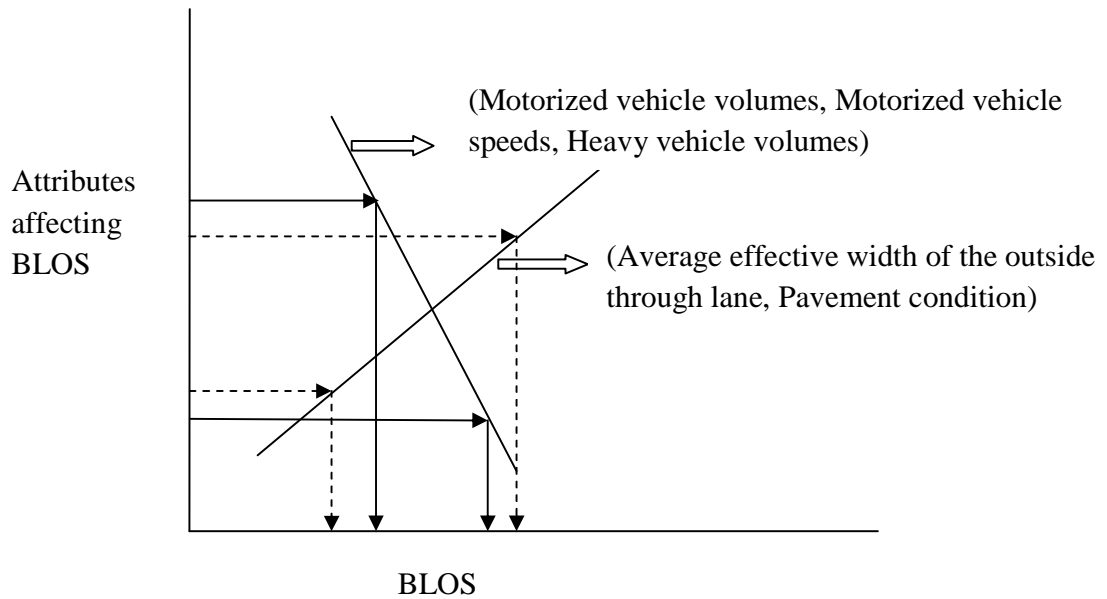 (Motorized vehicle volumes, Motorized vehicle
speeds, Heavy vehicle volumes)
Attributes
affecting
BLOS
(Average effective width of the outside
through lane, Pavement condition)
BLOS